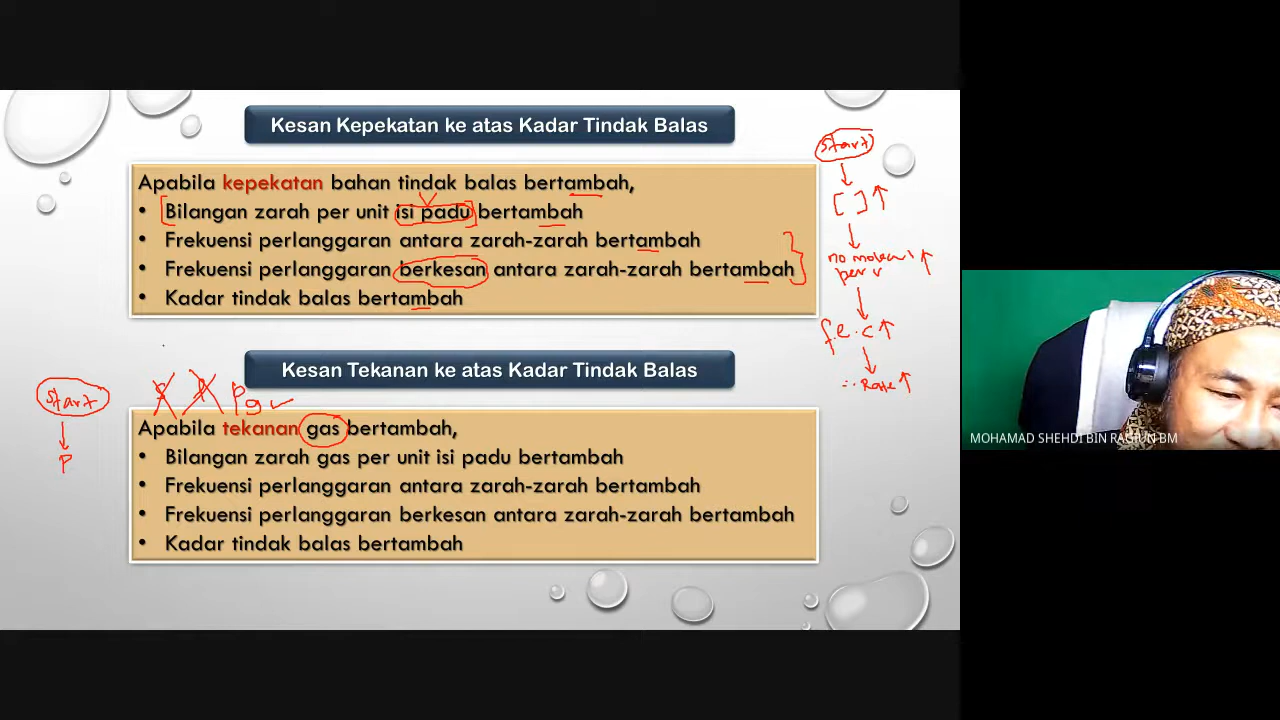 Kesan Kepekatan ke atas Kadar Tindak Balas
Apabila kepekatan bahan tindak balas bertambah,
• Bilangan zarah per unit isi padu bertambah
• Frekuensi perlanggaran antara zarah-zarah bertambah
• Frekuensi perlanggaran berkesan antara zarah-zarah bertambah
• Kadar tindak balas bertambah
start
[ ] ↑
no molecul ↑
per v
f.e.c ↑
∴ Rate ↑
Kesan Tekanan ke atas Kadar Tindak Balas
start
P
P g
Apabila tekanan gas bertambah,
• Bilangan zarah gas per unit isi padu bertambah
• Frekuensi perlanggaran antara zarah-zarah bertambah
• Frekuensi perlanggaran berkesan antara zarah-zarah bertambah
• Kadar tindak balas bertambah
MOHAMAD SHEHDI BIN RAGIUN BM